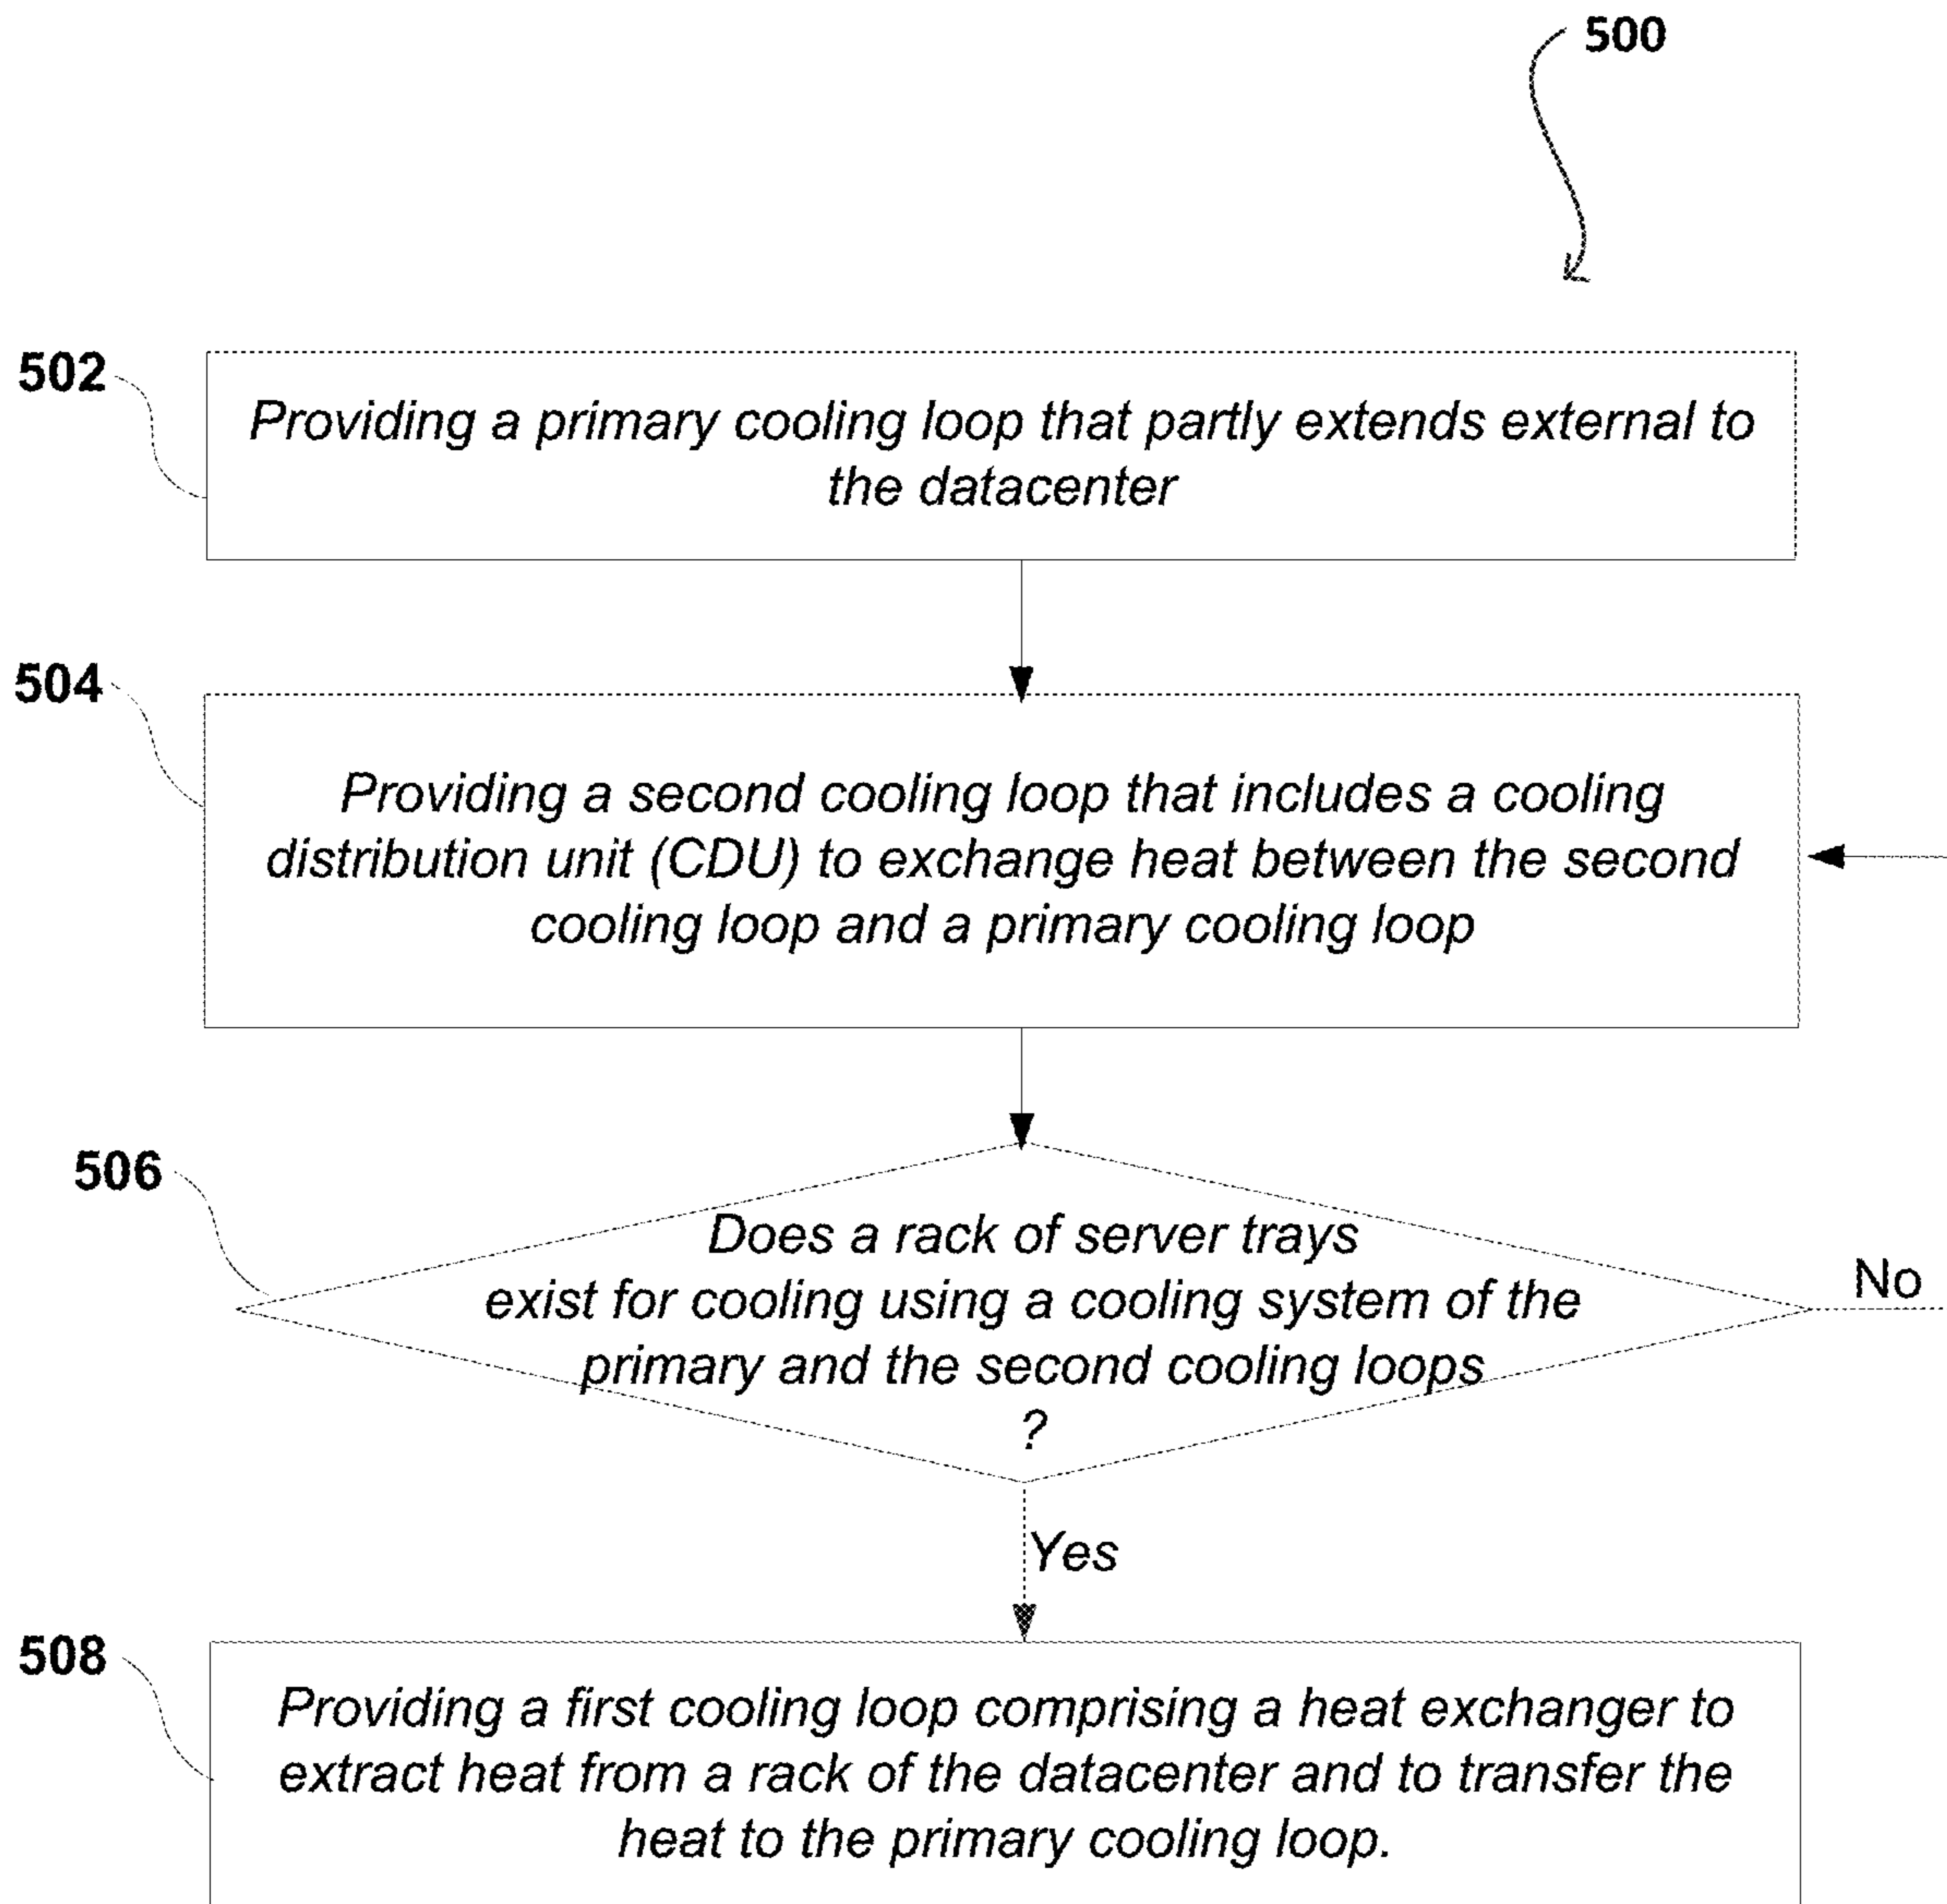 500
502
Providing a primary cooling loop that partly extends external to
the datacenter
504
Providing a second cooling loop that includes a cooling
distribution unit (CDU) to exchange heat between the second
cooling loop and a primary cooling loop
506
Does a rack of server trays
exist for cooling using a cooling system of the
primary and the second cooling loops
?
No
Yes
508
Providing a first cooling loop comprising a heat exchanger to
extract heat from a rack of the datacenter and to transfer the
heat to the primary cooling loop.